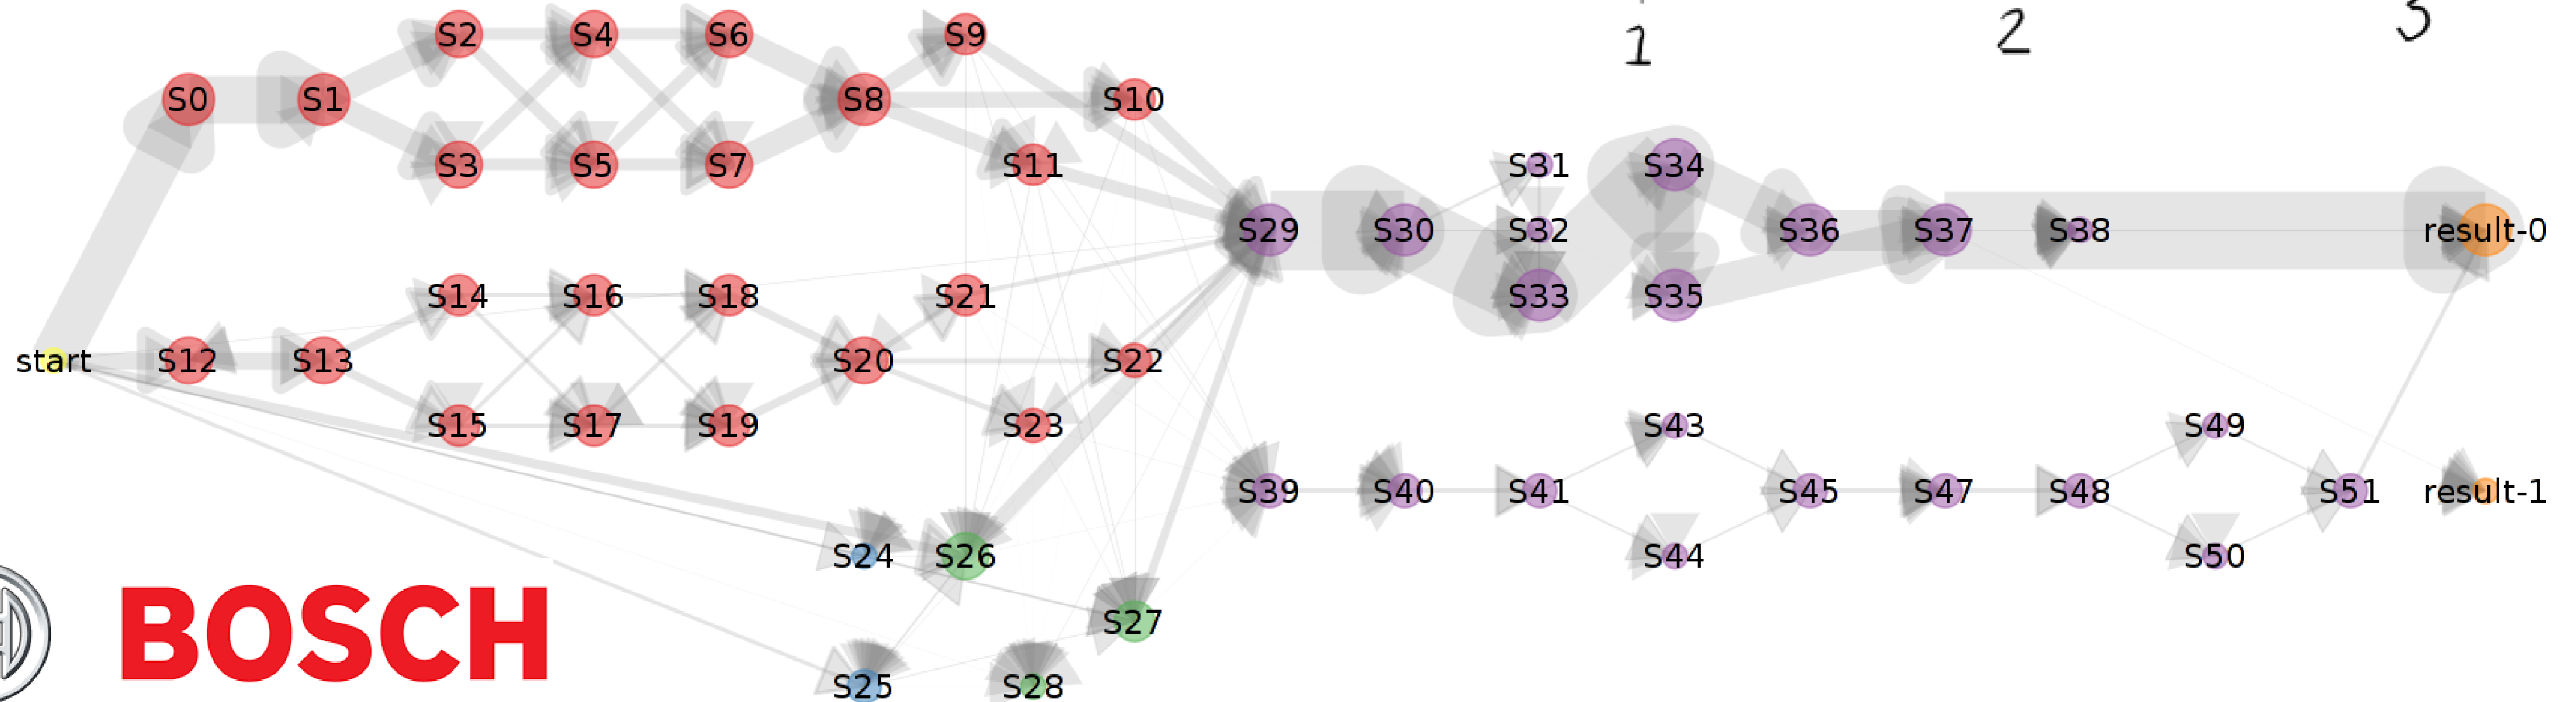 1 2 3
S2 S4 S6 S9
S0 S1 S8 S10
S3 S5 S7 S11 S31 S34
S29 S30 S32 S36 S37 S38 result-0
S14 S16 S18 S21 S33 S35
start S12 S13 S20 S22
S15 S17 S19 S23 S43 S49
S39 S40 S41 S45 S47 S48 S51 result-1
S24 S26 S44 S50
S27
S25 S28
BOSCH